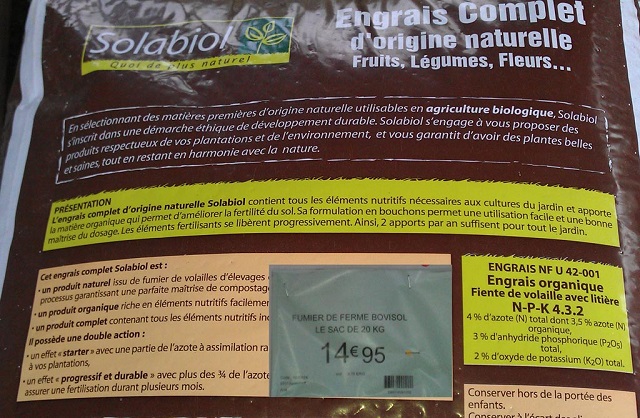 Solabiol
Quoi de plus naturel
Engrais Complet
d'origine naturelle
Fruits, Légumes, Fleurs...
En sélectionnant des matières premières d'origine naturelle utilisables en agriculture biologique, Solabiol
s'inscrit dans une démarche éthique de développement durable. Solabiol s'engage à vous proposer des
produits respectueux de vos plantations et de l'environnement, et vous garantit d'avoir des plantes belles
et saines, tout en restant en harmonie avec la nature.
PRÉSENTATION
L'engrais complet d'origine naturelle Solabiol contient tous les éléments nutritifs nécessaires aux cultures du jardin et apporte
la matière organique qui permet d'améliorer la fertilité du sol. Sa formulation en bouchons permet une utilisation facile et une bonne
maîtrise du dosage. Les éléments fertilisants se libèrent progressivement. Ainsi, 2 apports par an suffisent pour tout le jardin.
Cet engrais complet Solabiol est :
• un produit naturel issu de fumier de volailles d'élevages
processus garantissant une parfaite maîtrise de compostage
• un produit organique riche en éléments nutritifs facilemen
• un produit complet contenant tous les éléments nutritifs in
Il possède une double action :
• un effet « starter » avec une partie de l'azote à assimilation ra
à vos plantations,
• un effet « progressif et durable » avec plus des ¾ de l'azote
assurer une fertilisation durant plusieurs mois.
FUMIER DE FERME BOVISOL
LE SAC DE 20 KG
14€95
ENGRAIS NF U 42-001
Engrais organique
Fiente de volaille avec litière
N-P-K 4.3.2
4 % d'azote (N) total dont 3,5 % azote (N)
organique,
3 % d'anhydride phosphorique (P2O5)
total,
2 % d'oxyde de potassium (K2O) total.
Conserver hors de la portée des
enfants.
Conserver à l'écart des